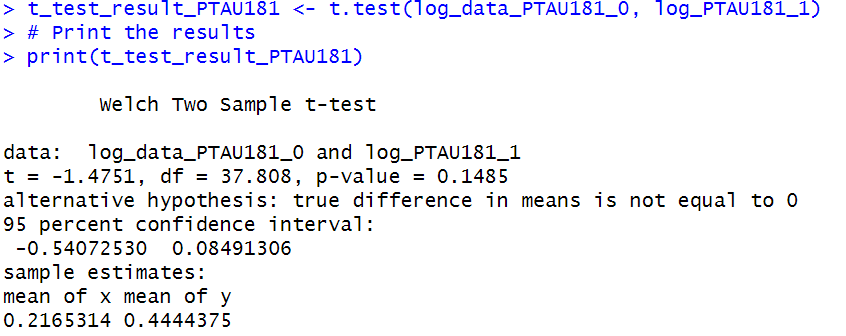 > t_test_result_PTAU181 <- t.test(log_data_PTAU181_0, log_PTAU181_1)
> # Print the results
> print(t_test_result_PTAU181)
Welch Two Sample t-test
data:  log_data_PTAU181_0 and log_PTAU181_1
t = -1.4751, df = 37.808, p-value = 0.1485
alternative hypothesis: true difference in means is not equal to 0
95 percent confidence interval:
 -0.54072530  0.08491306
sample estimates:
mean of x mean of y
0.2165314 0.4444375